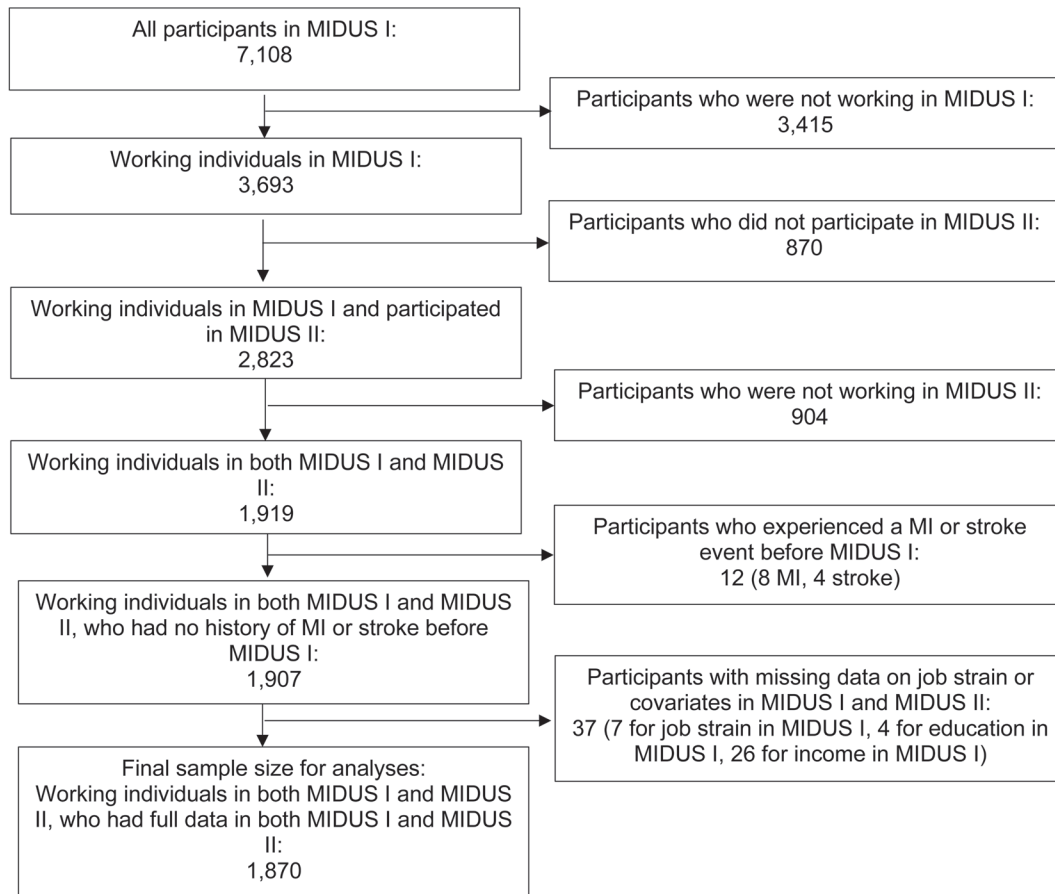 All participants in MIDUS I:
7,108
Participants who were not working in MIDUS I:
3,415
Working individuals in MIDUS I:
3,693
Participants who did not participate in MIDUS II:
870
Working individuals in MIDUS I and participated
in MIDUS II:
2,823
Participants who were not working in MIDUS II:
904
Working individuals in both MIDUS I and MIDUS
II:
1,919
Participants who experienced a MI or stroke
event before MIDUS I:
12 (8 MI, 4 stroke)
Working individuals in both MIDUS I and MIDUS
II, who had no history of MI or stroke before
MIDUS I:
1,907
Participants with missing data on job strain or
covariates in MIDUS I and MIDUS II:
37 (7 for job strain in MIDUS I, 4 for education in
MIDUS I, 26 for income in MIDUS I)
Final sample size for analyses:
Working individuals in both MIDUS I and MIDUS
II, who had full data in both MIDUS I and MIDUS
II:
1,870